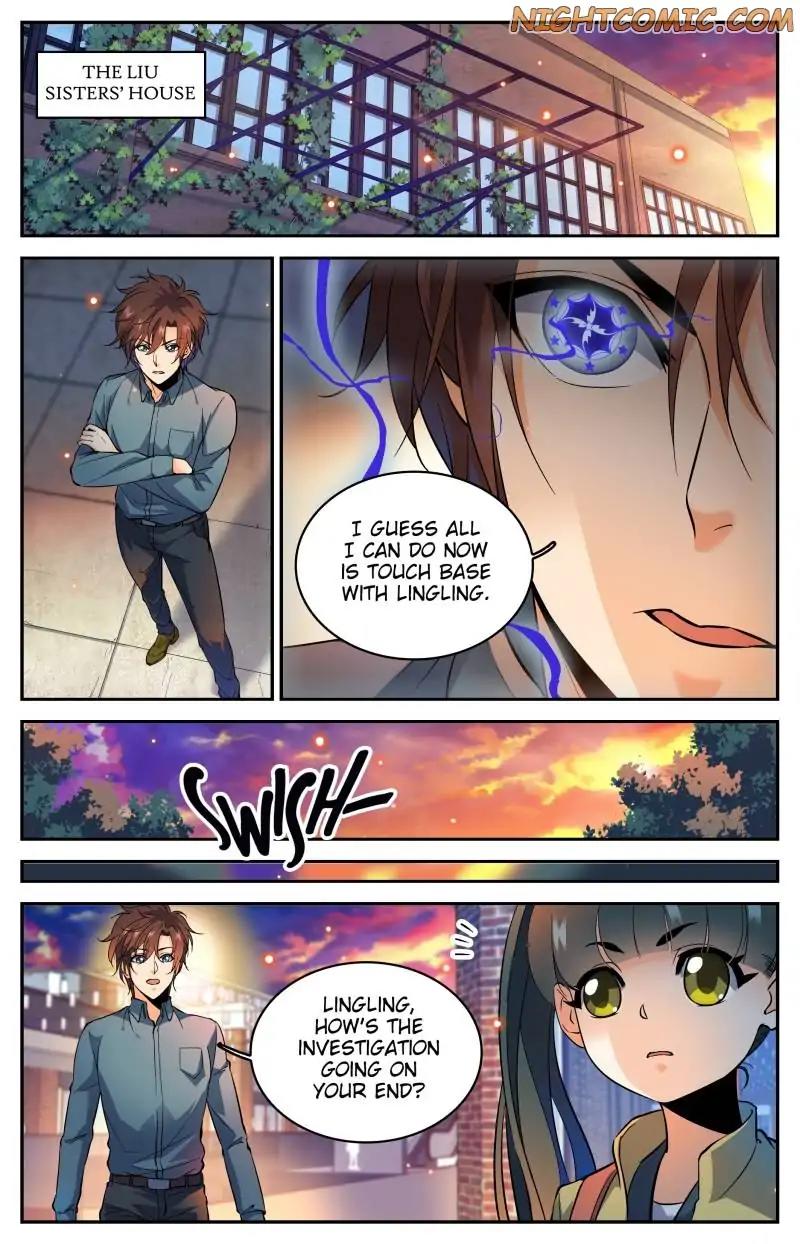 NIGHTCOMIC.COM
THE LIU
SISTERS' HOUSE
I GUESS ALL
I CAN DO NOW
IS TOUCH BASE
WITH LINGLING.
SWISH-
LINGLING,
HOW'S THE
INVESTIGATION
GOING ON
YOUR END?